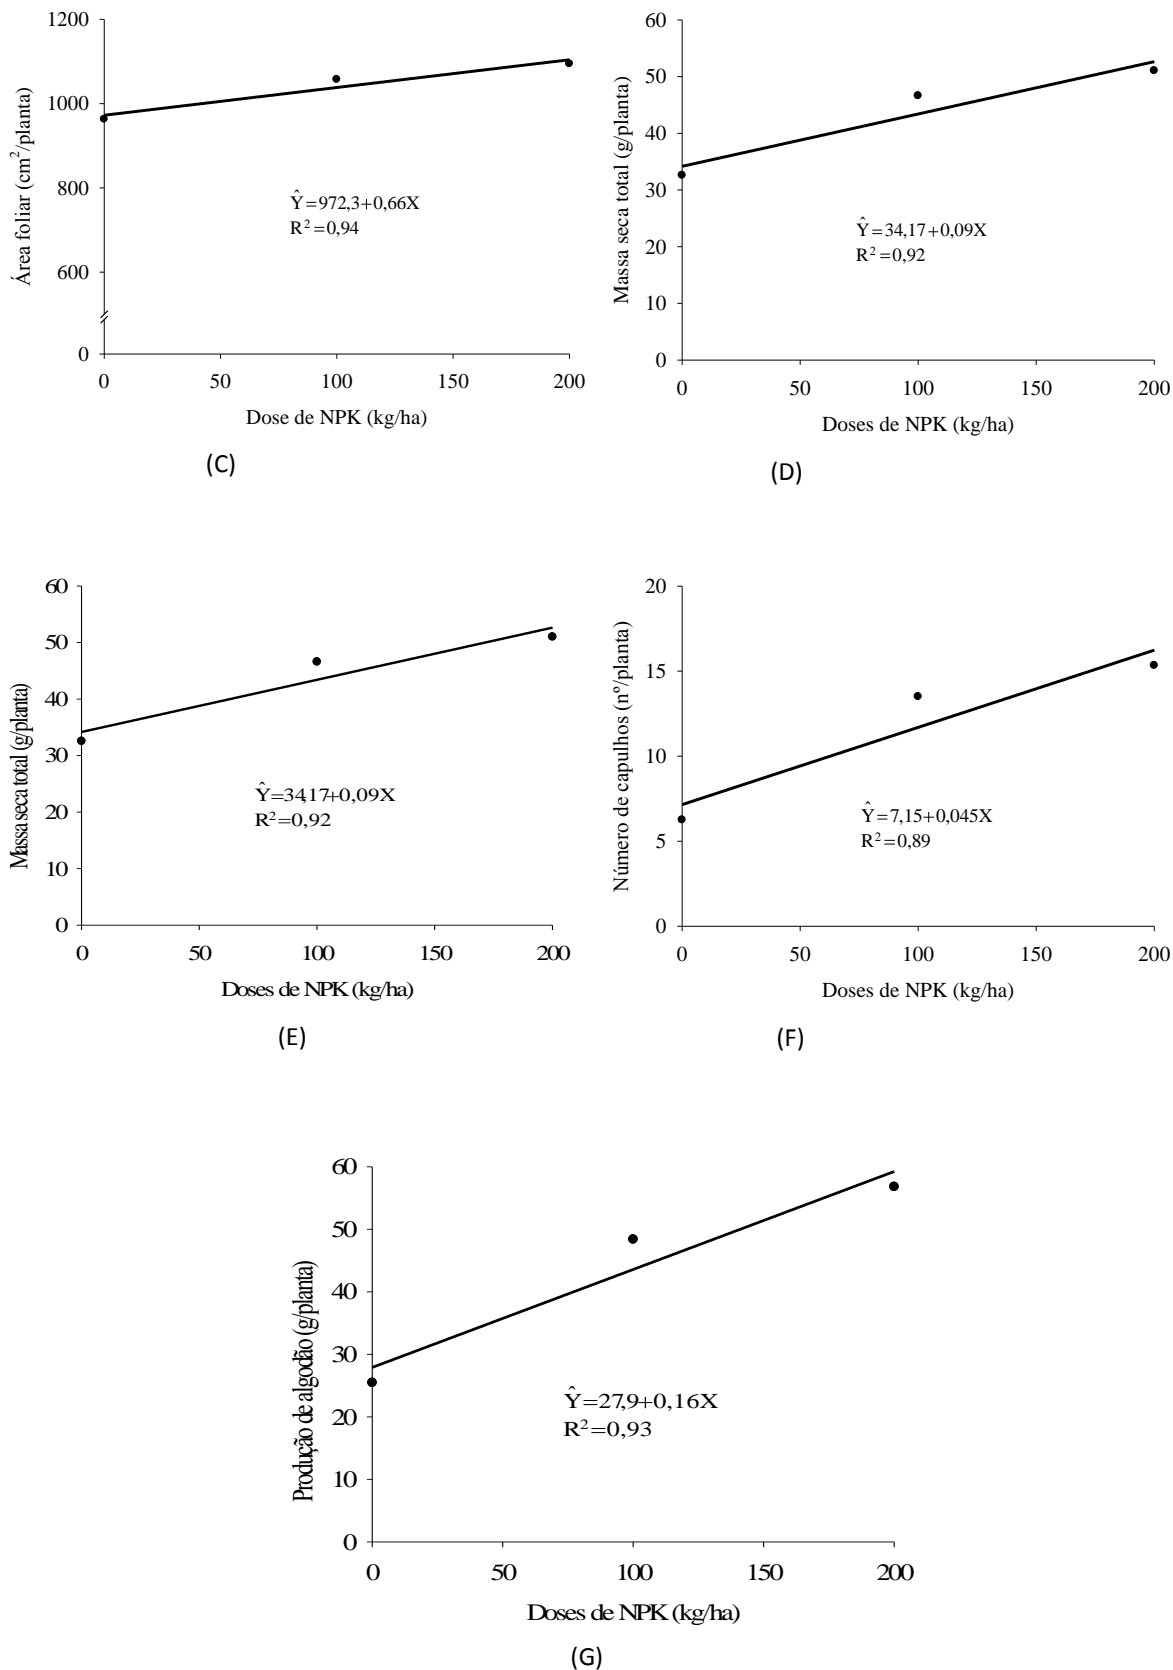 1200
1000
800
600
0
Área foliar (cm²/planta)
Ŷ=972,3+0,66X
R²=0,94
0 50 100 150 200
Dose de NPK (kg/ha)
(C)
60
50
40
30
20
10
0
Massa seca total (g/planta)
Ŷ=34,17+0,09X
R²=0,92
0 50 100 150 200
Doses de NPK (kg/ha)
(D)
60
50
40
30
20
10
0
Massa seca total (g/planta)
Ŷ=34,17+0,09X
R²=0,92
0 50 100 150 200
Doses de NPK (kg/ha)
(E)
20
15
10
5
0
Número de capulhos (nº/planta)
Ŷ=7,15+0,045X
R²=0,89
0 50 100 150 200
Doses de NPK (kg/ha)
(F)
60
50
40
30
20
10
0
Produção de algodão (g/planta)
Ŷ=27,9+0,16X
R²=0,93
0 50 100 150 200
Doses de NPK (kg/ha)
(G)